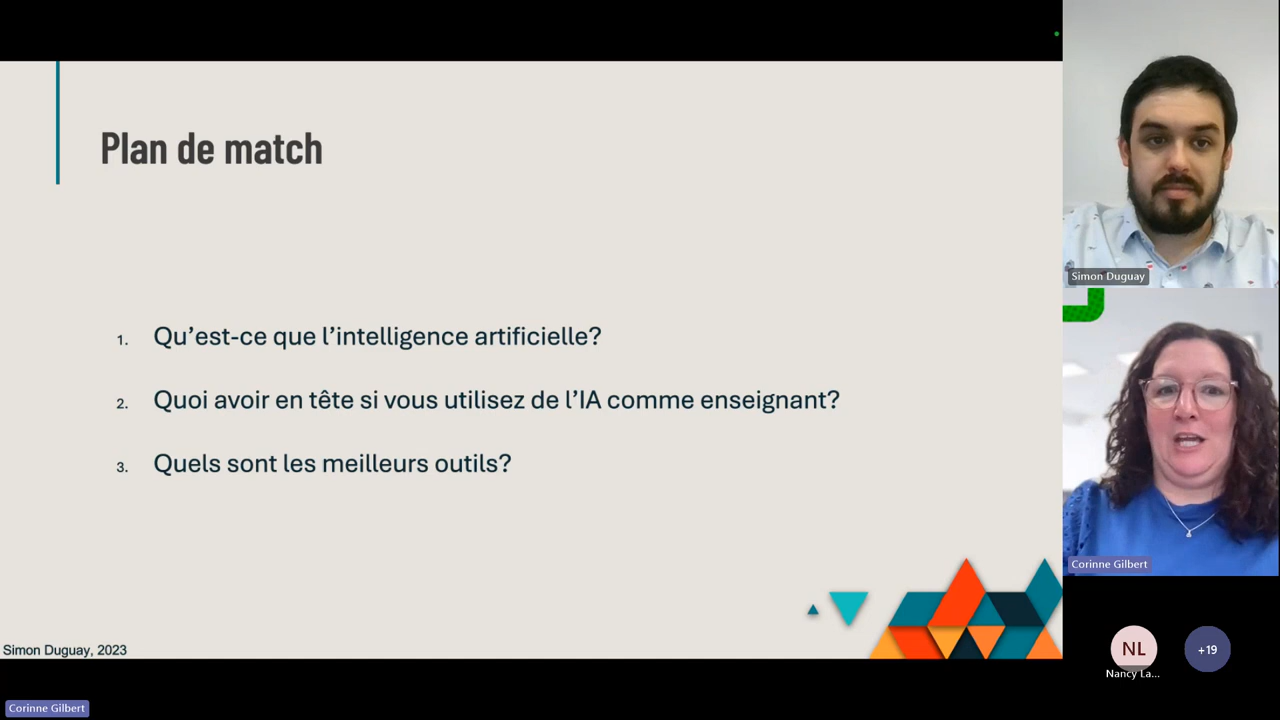 Plan de match
1. Qu’est-ce que l’intelligence artificielle?
2. Quoi avoir en tête si vous utilisez de l’IA comme enseignant?
3. Quels sont les meilleurs outils?
Simon Duguay, 2023
Corinne Gilbert
Simon Duguay
Corinne Gilbert
NL
Nancy La...
+19